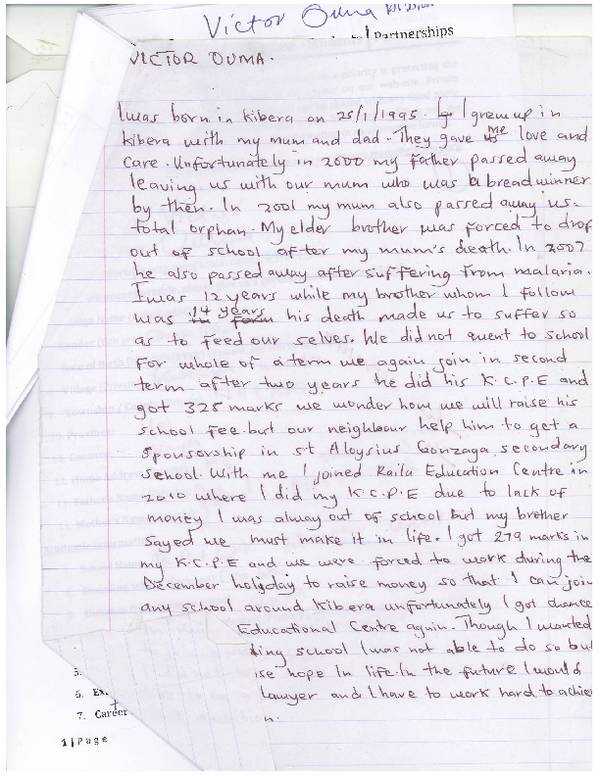 Victor Ouma
Partnerships
VICTOR OUMA.
I was born in kibera on 25/1/1995. I grew up in
kibera with my mum and dad. They gave me love and
care. Unfortunately in 2000 my father passed away
leaving us with our mum who was a breadwinner
by then. In 2001 my mum also passed away us-
total orphan. My elder brother was forced to drop
out of school after my mum's death. In 2007
he also passed away after suffering from malaria.
I was 12 years while my brother whom I follow
was 14 years his death made us to suffer so
as to feed our selves. We did not went to school
for whole of a term we again join in second
term after two years he did his K.C.P.E and
got 328 marks we wonder how we will raise his
school fee. but our neighbour help him to get a
sponsorship in st Aloysius Gonzaga secondary
school. With me I joined Raila Education Centre in
2010 where I did my K.C.P.E due to lack of
money I was alway out of school but my brother
sayed we must make it in life. I got 279 marks in
my K.C.P.E and we were forced to work during the
December holiday to raise money so that I can join
any school around Kibera unfortunately I got chance
Educational Centre again. Though I wanted
ding school I was not able to do so but
ise hope in life. In the future I would
lawyer and I have to work hard to achie
n.
5.
6. Ex
7. Career
1 | Page